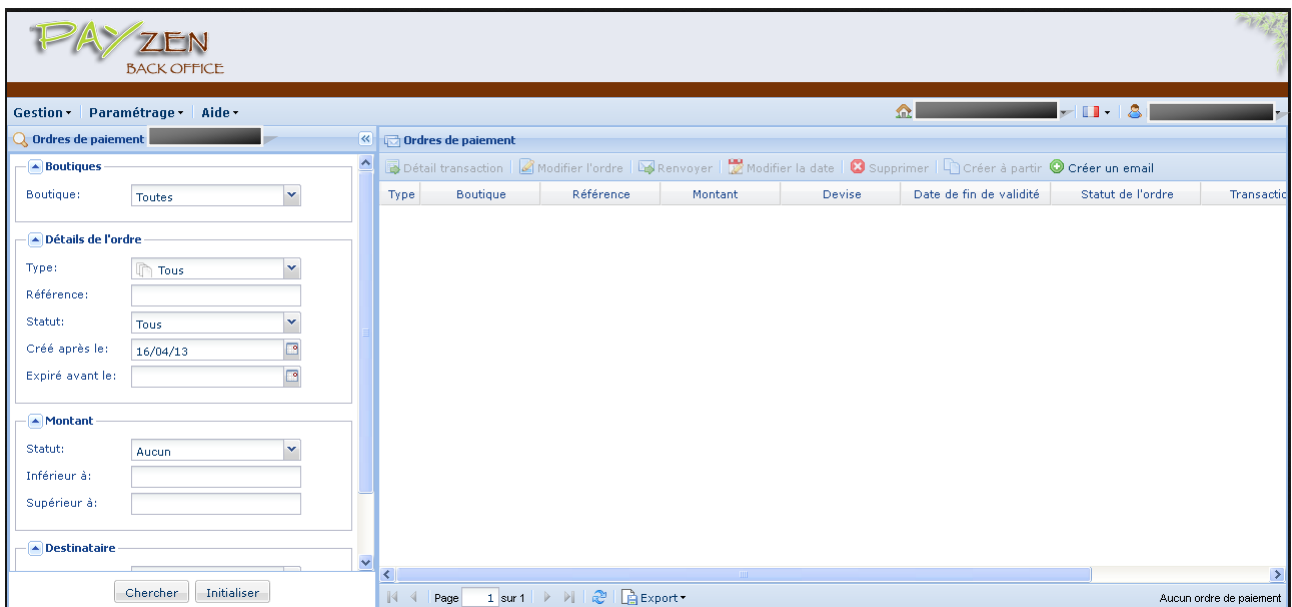 PAYZEN
BACK OFFICE
Gestion Paramétrage Aide
Ordres de paiement
Boutiques
Boutique: Toutes
Détails de l'ordre
Type: Tous
Référence:
Statut: Tous
Créé après le: 16/04/13
Expiré avant le:
Montant
Statut: Aucun
Inférieur à:
Supérieur à:
Destinataire
Chercher Initialiser
Ordres de paiement
Détail transaction Modifier l'ordre Renvoyer Modifier la date Supprimer Créer à partir Créer un email
Type Boutique Référence Montant Devise Date de fin de validité Statut de l'ordre Transactio
Page 1 sur 1 Export Aucun ordre de paiement